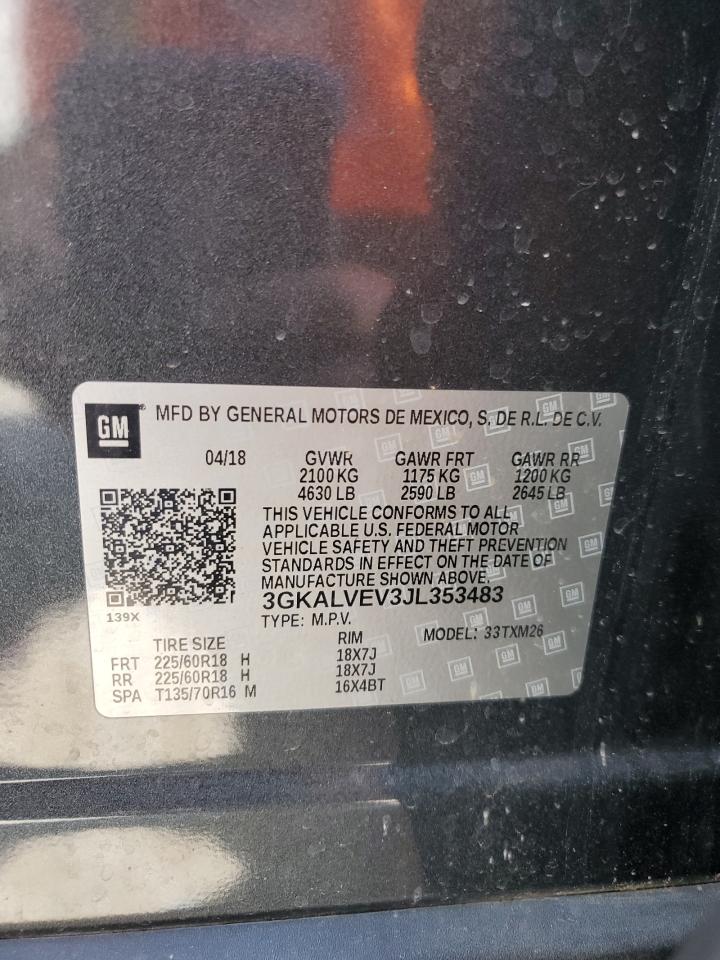 GM
MFD BY GENERAL MOTORS DE MEXICO, S. DE R.L. DE C.V.
04/18 GVWR GAWR FRT GAWR RR
2100 KG 1175 KG 1200 KG
4630 LB 2590 LB 2645 LB
THIS VEHICLE CONFORMS TO ALL
APPLICABLE U.S. FEDERAL MOTOR
VEHICLE SAFETY AND THEFT PREVENTION
STANDARDS IN EFFECT ON THE DATE OF
MANUFACTURE SHOWN ABOVE.
3GKALVEV3JL353483
139X
TYPE: M.P.V. MODEL: 33TXM26
TIRE SIZE RIM
FRT 225/60R18 H 18X7J
RR 225/60R18 H 18X7J
SPA T135/70R16 M 16X4BT